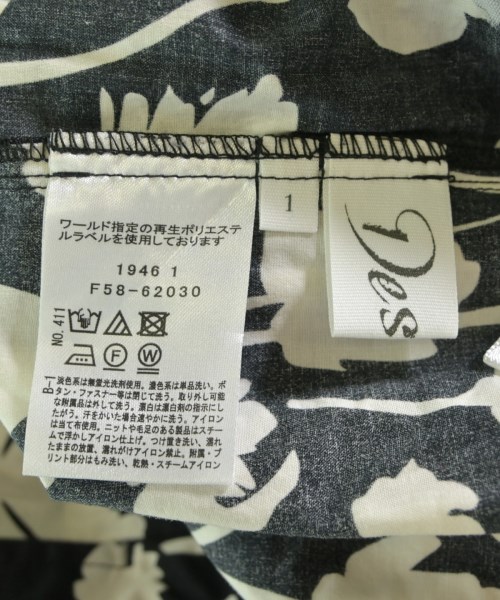 ワールド指定の再生ポリエステ
ルラベルを使用しております
1946 1
F58-62030
NO. 411
F
W
B-1
淡色系は無蛍光洗剤使用。濃色系は単品洗い。ボ
タン・ファスナー等は閉じて洗う。取り外し可能
な附属品は外して洗う。漂白は漂白剤の指示にし
たがう。汗をかいた場合速やかに洗う。アイロン
は当て布使用。ニットや毛足のある製品はスチー
ムで浮かしアイロン仕上げ。つけ置き洗い、濡れ
たままの放置、濡れがけアイロン禁止。附属・プ
リント部分はもみ洗い、乾熱・スチームアイロン
1
Des